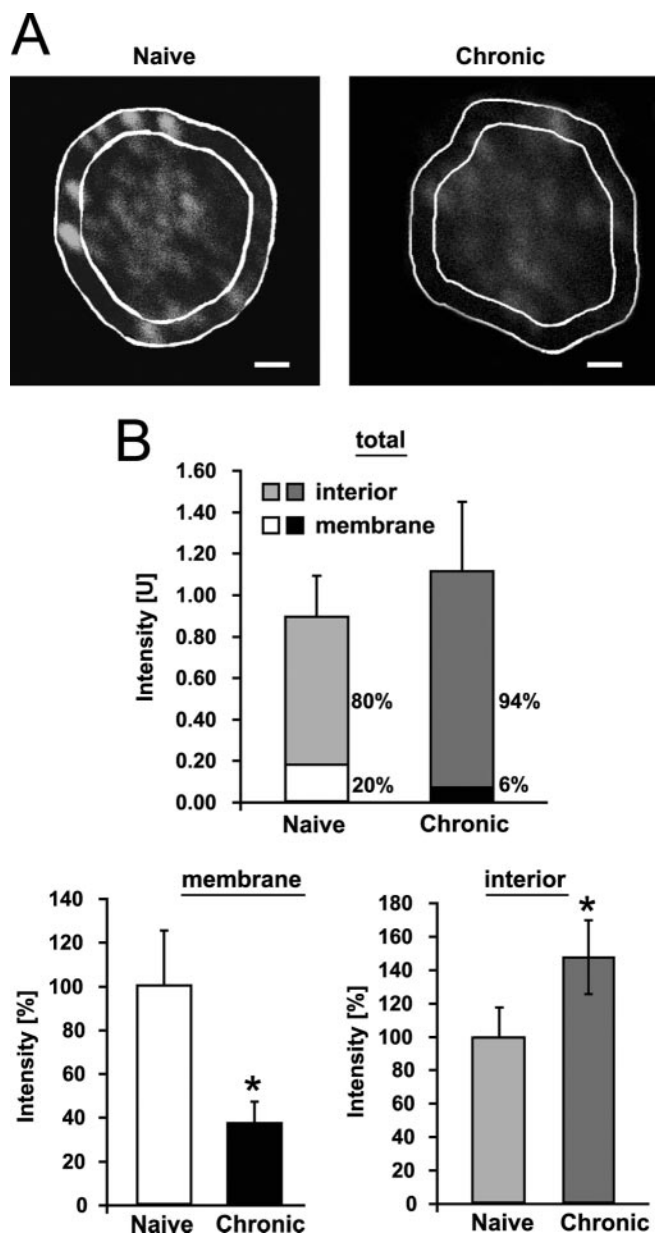 A
Naive Chronic
B
total
1.60
1.40
1.20
1.00
0.80
0.60
0.40
0.20
0.00
Intensity [U]
interior
membrane
80%
20%
94%
6%
Naive Chronic
membrane
140
120
100
80
60
40
20
0
Intensity [%]
*
Naive Chronic
interior
180
160
140
120
100
80
60
40
20
0
Intensity [%]
*
Naive Chronic